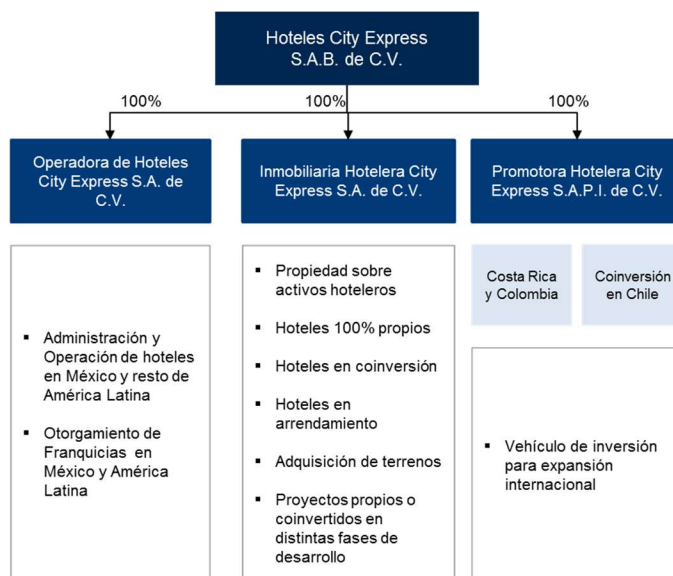 Hoteles City Express
S.A.B. de C.V.
100%
100%
100%
Operadora de Hoteles
City Express S.A. de
C.V.
Inmobiliaria Hotelera City
Express S.A. de C.V.
Promotora Hotelera City
Express S.A.P.I. de C.V.
▪ Administración y
Operación de hoteles
en México y resto de
América Latina
▪ Otorgamiento de
Franquicias en
México y América
Latina
▪ Propiedad sobre
activos hoteleros
▪ Hoteles 100% propios
▪ Hoteles en coinversión
▪ Hoteles en
arrendamiento
▪ Adquisición de terrenos
▪ Proyectos propios o
coinvertidos en
distintas fases de
desarrollo
Costa Rica
y Colombia
Coinversión
en Chile
▪ Vehículo de inversión
para expansión
internacional